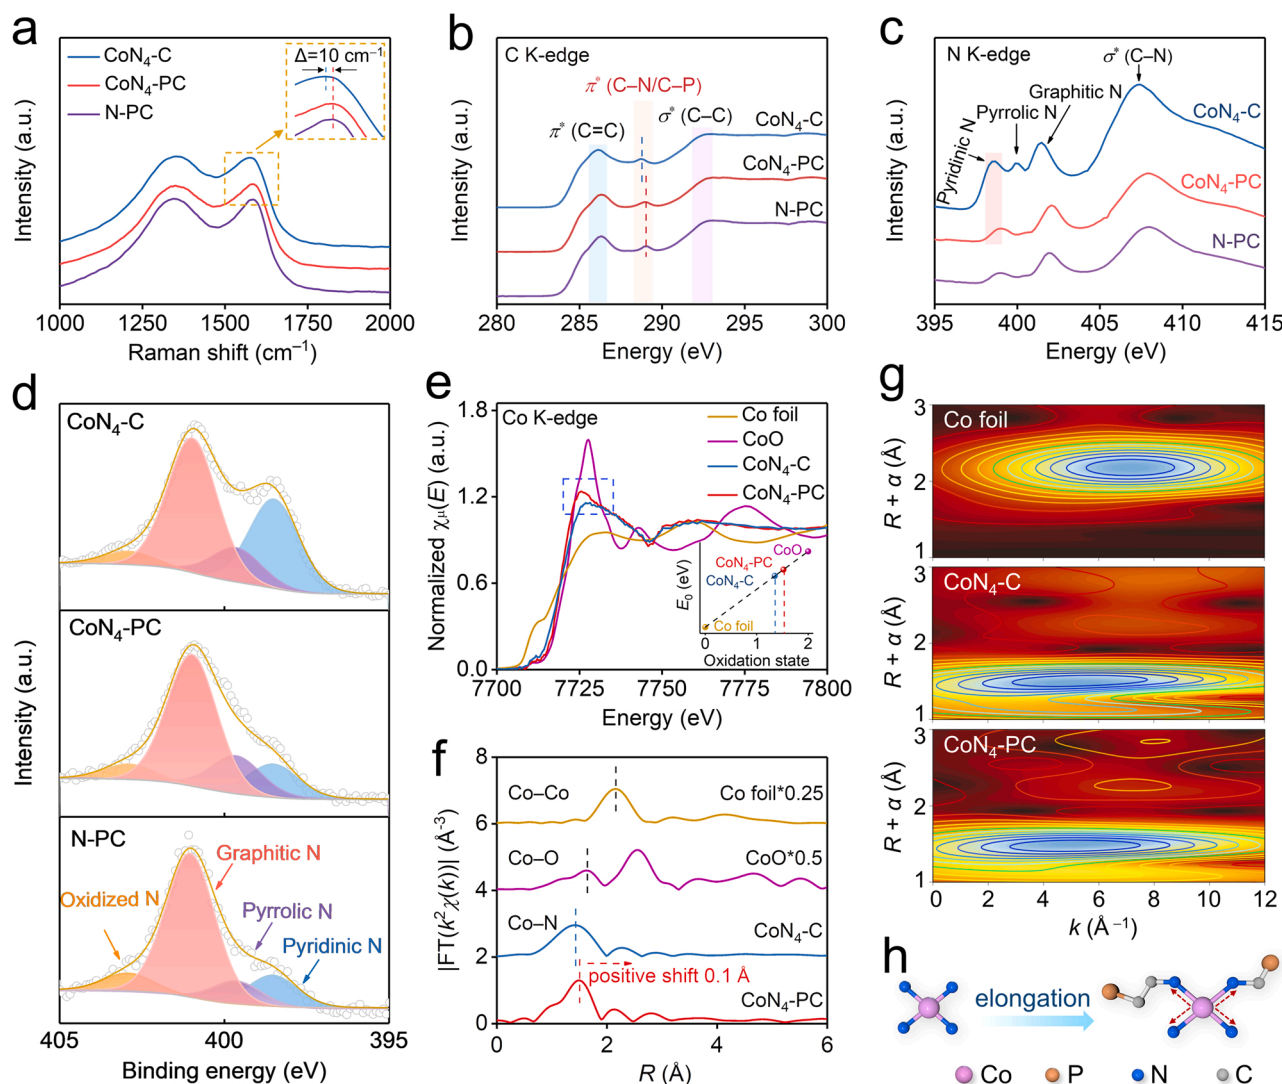 a
CoN₄-C
CoN₄-PC
N-PC
Δ=10 cm⁻¹
Intensity (a.u.)
1000 1250 1500 1750 2000
Raman shift (cm⁻¹)
b
C K-edge
π* (C–N/C–P)
π* (C=C)
σ* (C–C)
CoN₄-C
CoN₄-PC
N-PC
Intensity (a.u.)
280 285 290 295 300
Energy (eV)
c
N K-edge
σ* (C–N)
Graphitic N
Pyrrolic N
Pyridinic N
CoN₄-C
CoN₄-PC
N-PC
Intensity (a.u.)
395 400 405 410 415
Energy (eV)
d
CoN₄-C
CoN₄-PC
N-PC
Graphitic N
Oxidized N
Pyrrolic N
Pyridinic N
Intensity (a.u.)
405 400 395
Binding energy (eV)
e
Co K-edge
Co foil
CoO
CoN₄-C
CoN₄-PC
Normalized χμ(E) (a.u.)
1.8
1.2
0.6
0.0
7700 7725 7750 7775 7800
Energy (eV)
CoO
CoN₄-PC
CoN₄-C
Co foil
E₀ (eV)
0 1 2
Oxidation state
f
8
6
4
2
0
Co–Co
Co foil*0.25
Co–O
CoO*0.5
Co–N
CoN₄-C
positive shift 0.1 Å
CoN₄-PC
|FT(k²χ(k))| (Å⁻³)
0 2 4 6
R (Å)
g
Co foil
3
2
1
R + α (Å)
CoN₄-C
3
2
1
R + α (Å)
CoN₄-PC
3
2
1
R + α (Å)
0 2 4 6 8 10 12
k (Å⁻¹)
h
elongation
Co P N C